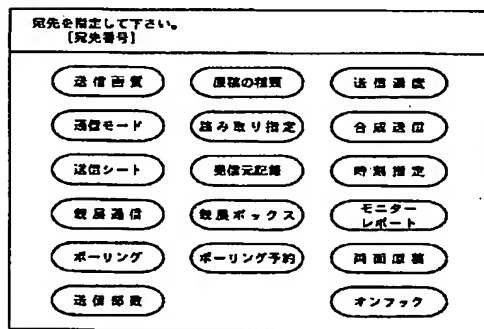 宛先を指定して下さい。
［宛先番号］
送信画質
原稿の種類
送信濃度
通信モード
読み取り指定
合成送信
送信シート
発信元記録
時刻指定
親展通信
親展ボックス
モニター
レポート
ポーリング
ポーリング予約
両面原稿
送信部数
オンフック